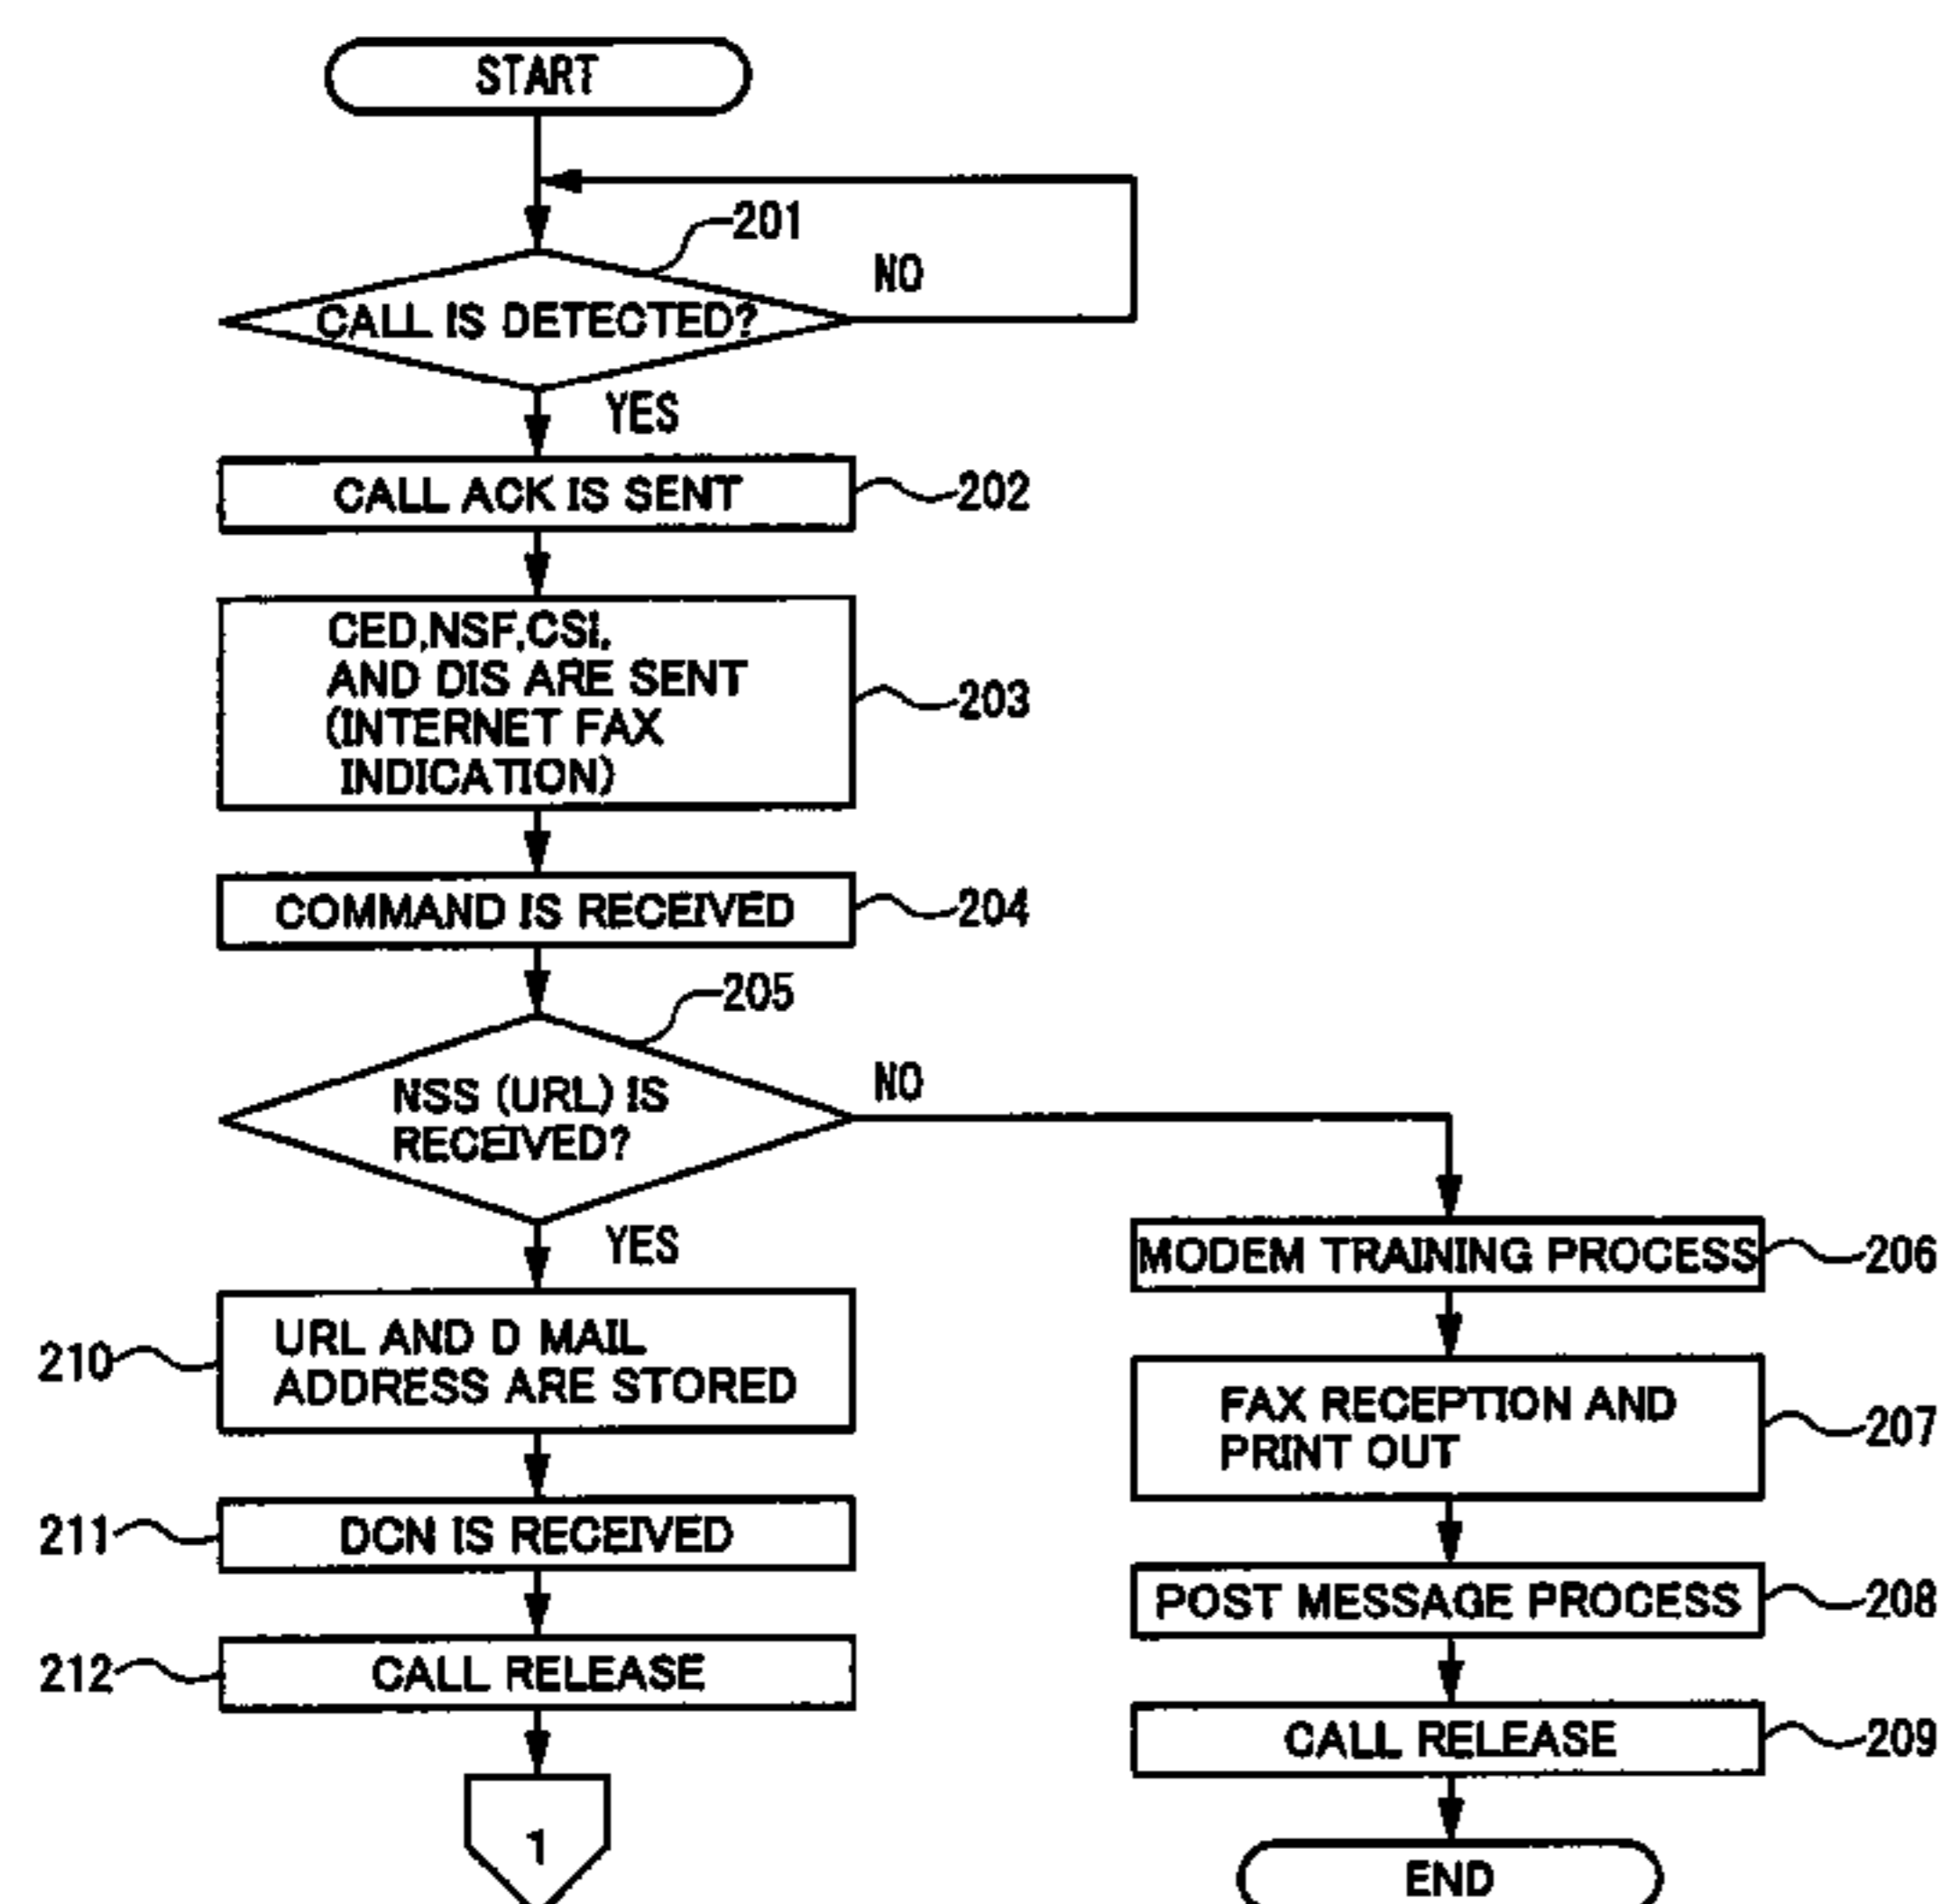 START
201
NO
CALL IS DETECTED?
YES
CALL ACK IS SENT
202
CED,NSF,CSI,
AND DIS ARE SENT
(INTERNET FAX
INDICATION)
203
COMMAND IS RECEIVED
204
205
NO
NSS (URL) IS
RECEIVED?
YES
210
URL AND D MAIL
ADDRESS ARE STORED
211
DCN IS RECEIVED
212
CALL RELEASE
1
MODEM TRAINING PROCESS
206
FAX RECEPTION AND
PRINT OUT
207
POST MESSAGE PROCESS
208
CALL RELEASE
209
END